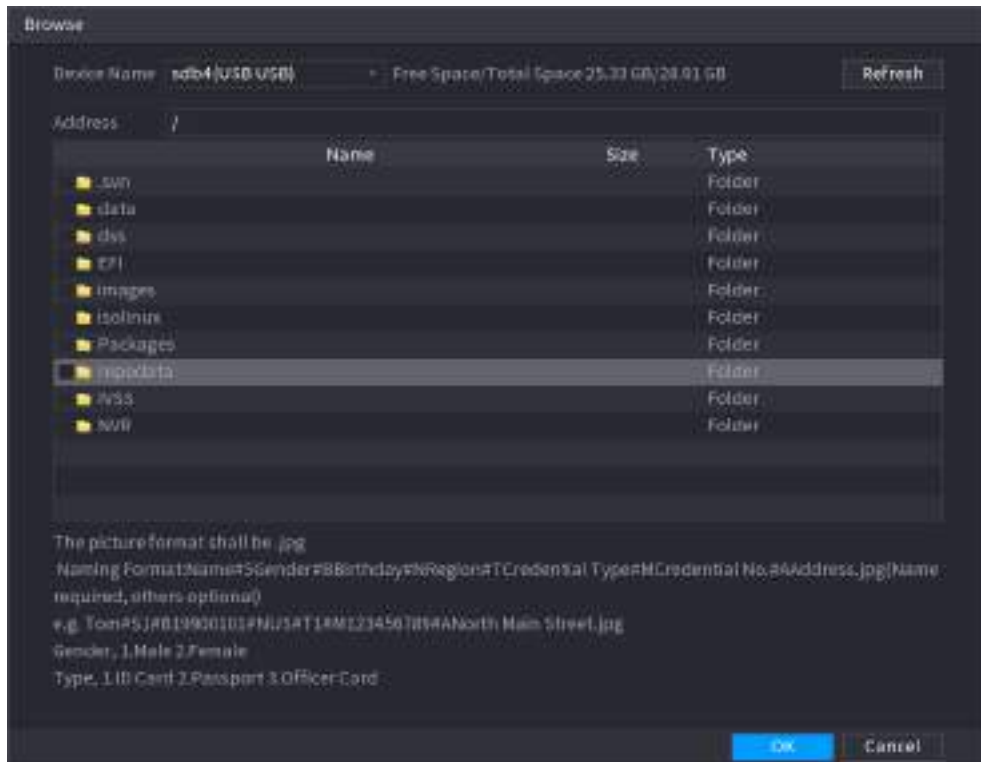 Browse
Device Name sdb4(USB USB) Free Space/Total Space 25.33 GB/28.91 GB Refresh
Address /
Name Size Type
.svn Folder
data Folder
dss Folder
EFI Folder
images Folder
isolinux Folder
Packages Folder
repodata Folder
IVSS Folder
NVR Folder
The picture format shall be .jpg
Naming Format:Name#SGender#BBirthday#NRegion#TCredential Type#MCredential No.#AAddress.jpg(Name
required, others optional)
e.g. Tom#S1#B19900101#NUS#T1#M123456789#ANorth Main Street.jpg
Gender, 1.Male 2.Female
Type, 1.ID Card 2.Passport 3.Officer Card
OK Cancel